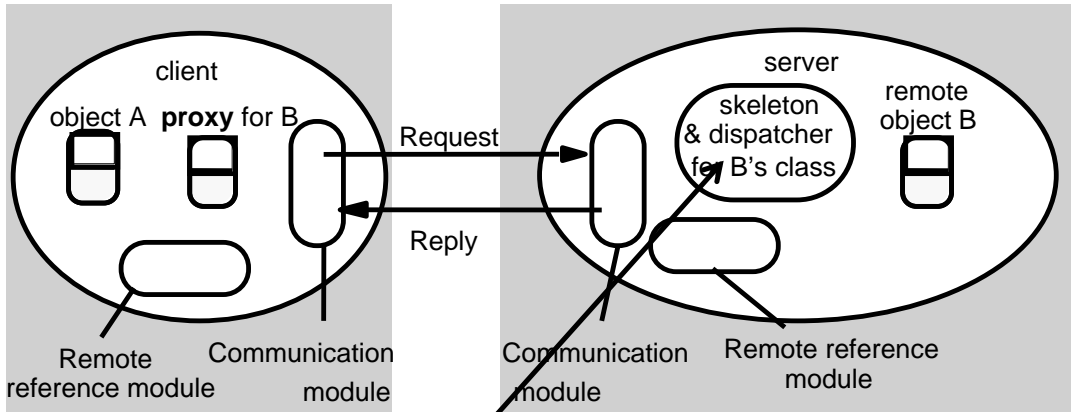 client
object A proxy for B
Request
Reply
Remote
reference module
Communication
module
server
skeleton
& dispatcher
for B's class
remote
object B
Communication
module
Remote reference
module